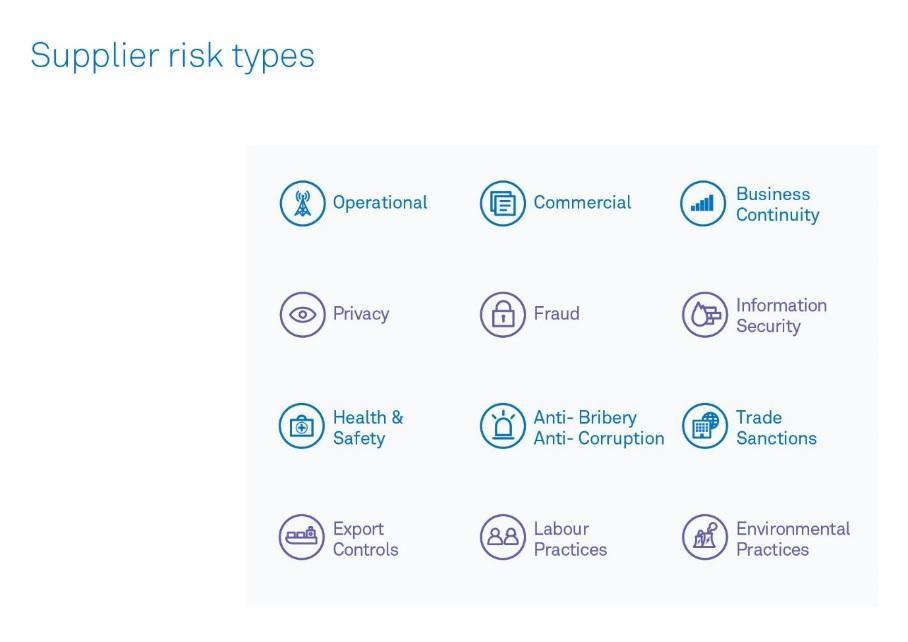 Supplier risk types
Operational
Commercial
Business
Continuity
Privacy
Fraud
Information
Security
Health &
Safety
Anti- Bribery
Anti- Corruption
Trade
Sanctions
Export
Controls
Labour
Practices
Environmental
Practices